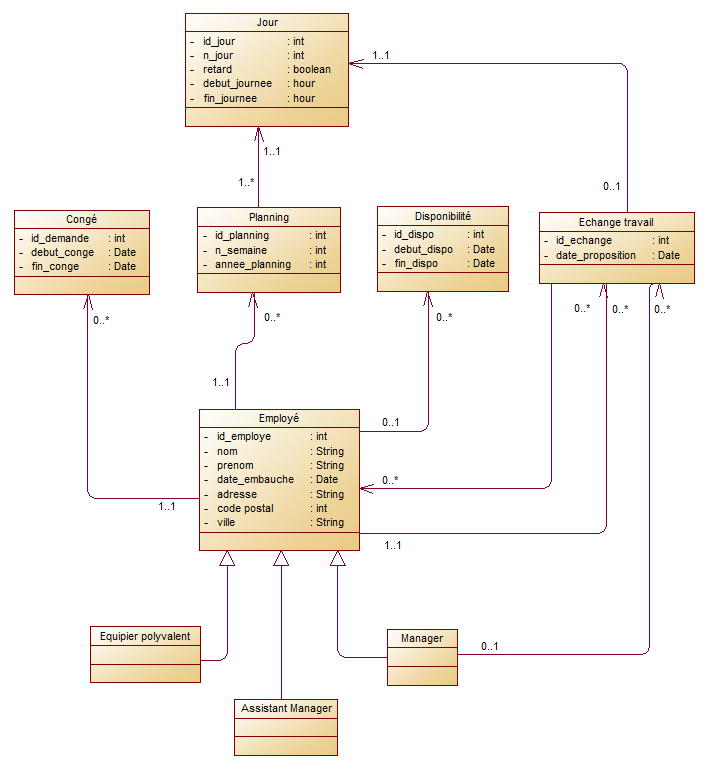 Jour
- id_jour : int
- n_jour : int
- retard : boolean
- debut_journee : hour
- fin_journee : hour
1..1
1..1
1..*
0..1
Congé
- id_demande : int
- debut_conge : Date
- fin_conge : Date
Planning
- id_planning : int
- n_semaine : int
- annee_planning : int
Disponibilité
- id_dispo : int
- debut_dispo : Date
- fin_dispo : Date
Echange travail
- id_echange : int
- date_proposition : Date
0..*
0..*
0..*
0..*
0..*
0..*
1..1
0..1
Employé
- id_employe : int
- nom : String
- prenom : String
- date_embauche : Date
- adresse : String
- code postal : int
- ville : String
0..*
1..1
1..1
Equipier polyvalent
Manager
0..1
Assistant Manager